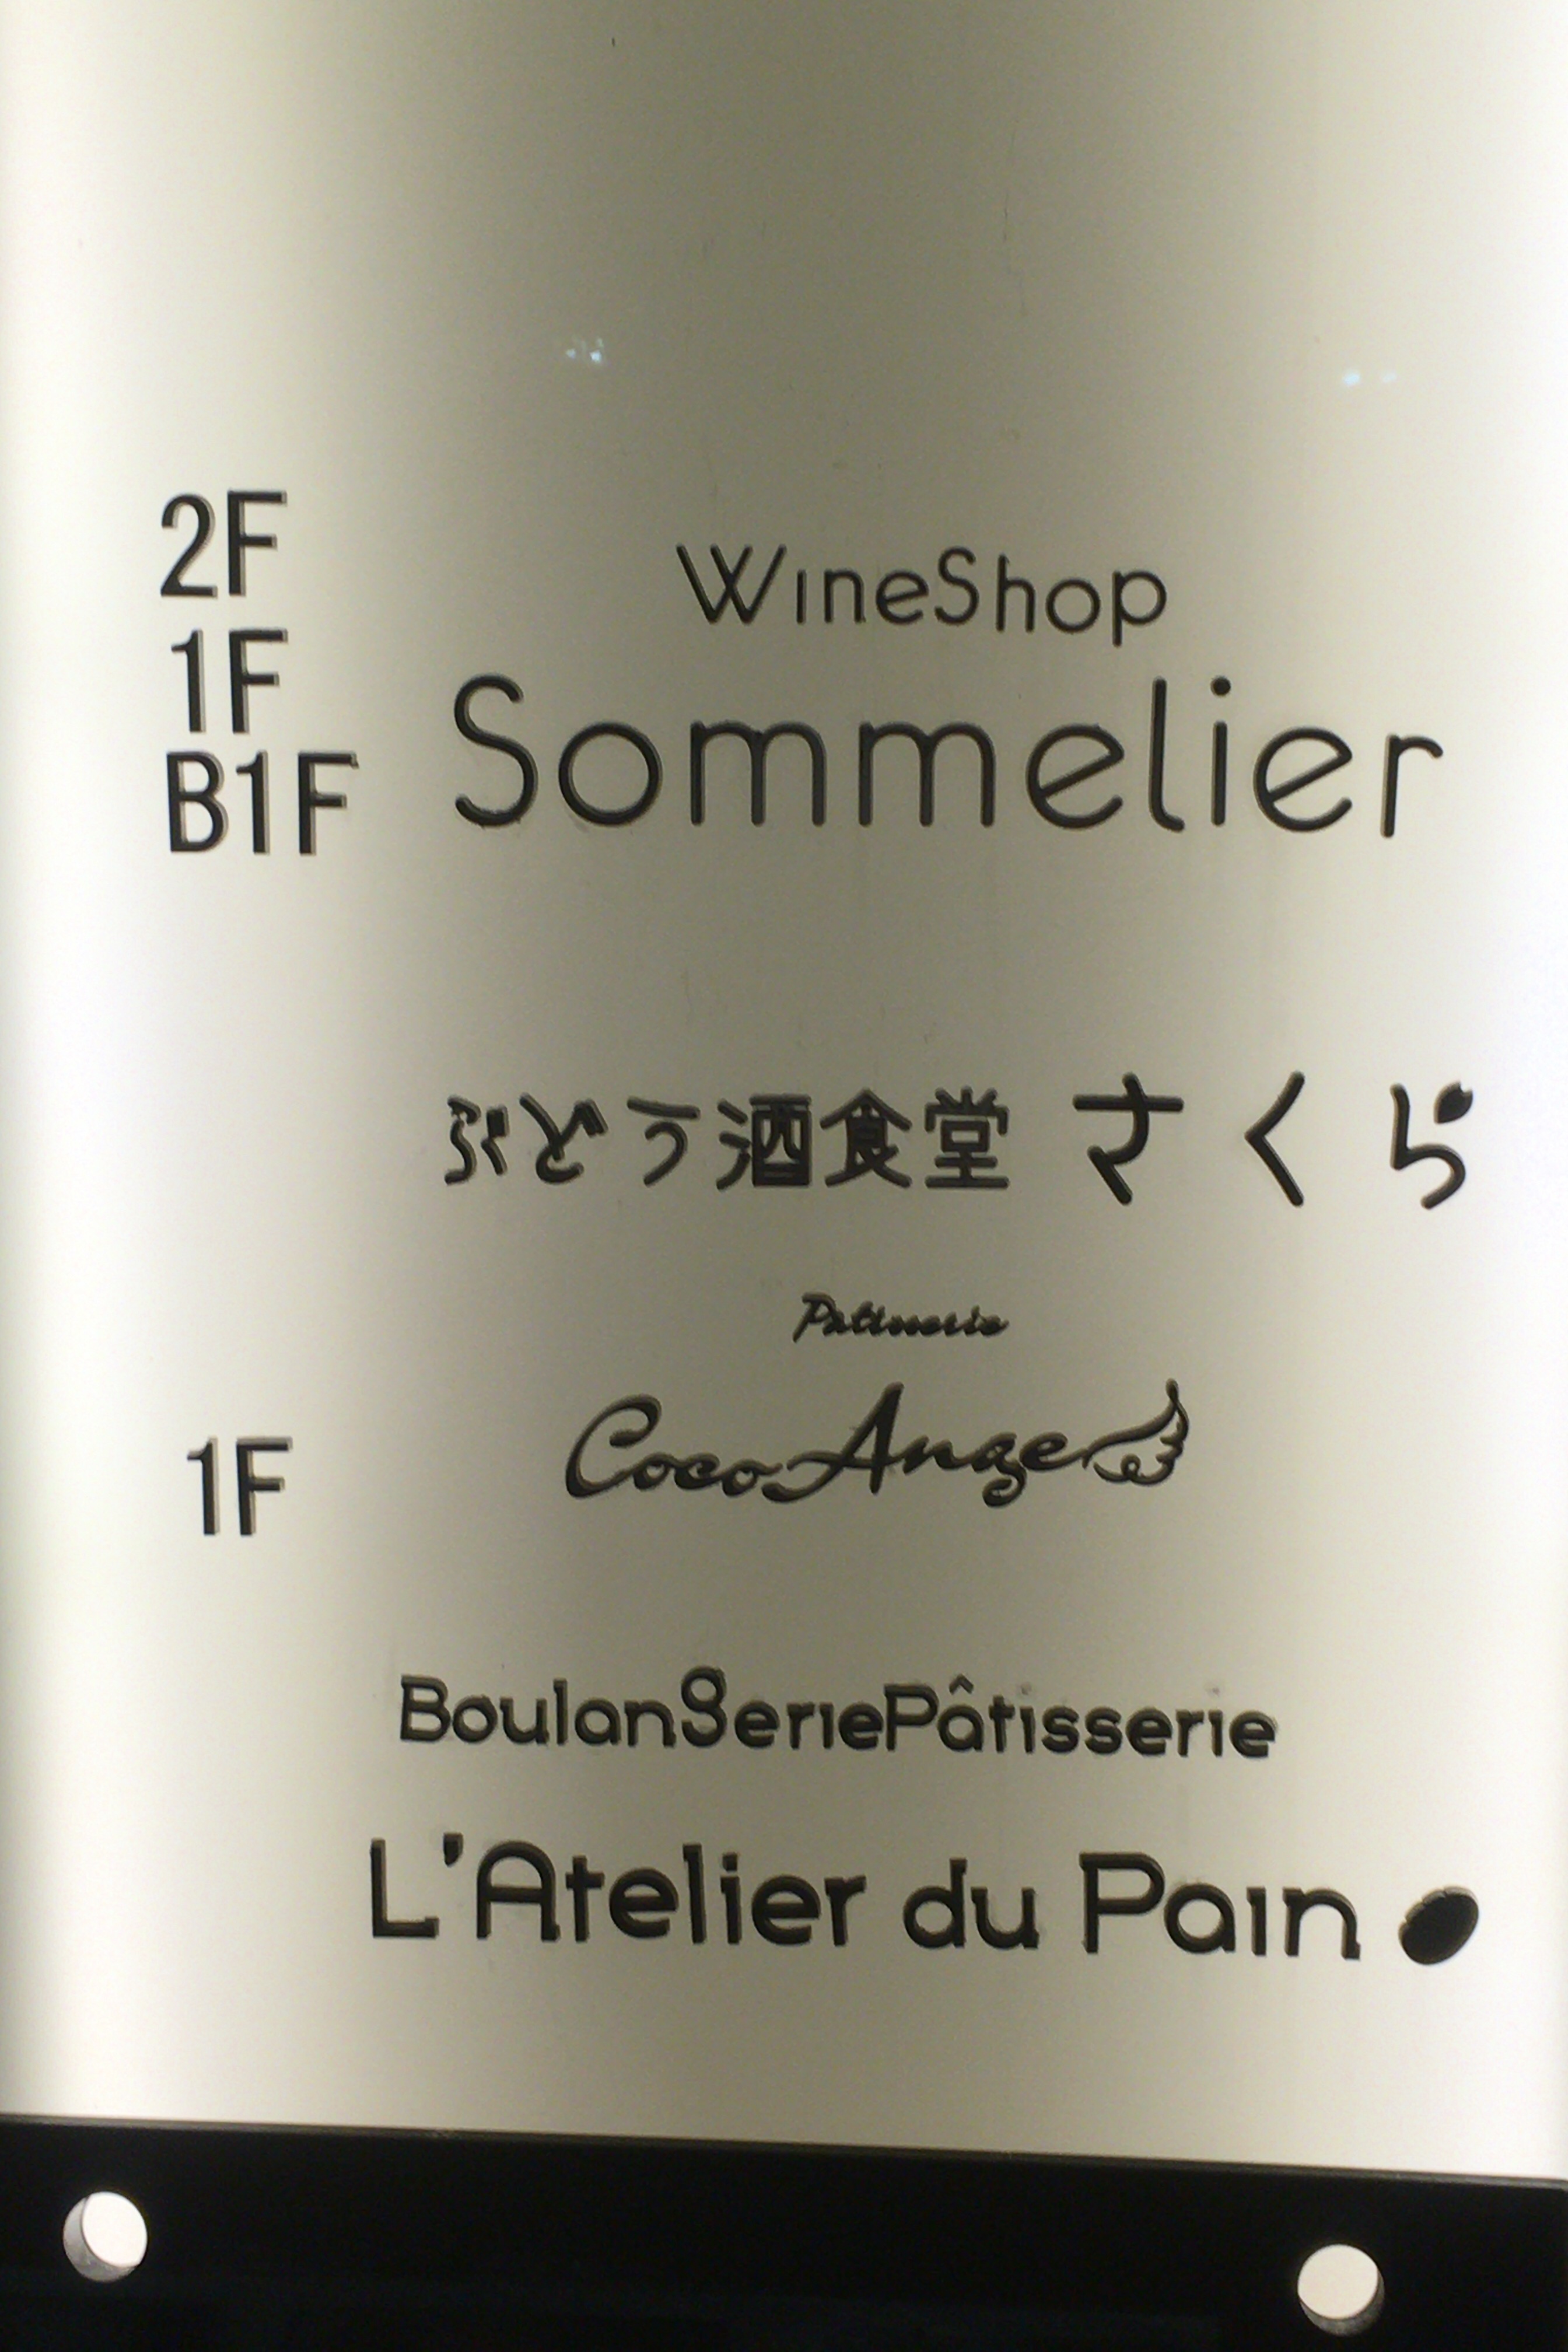 2F
WineShop
1F
Sommelier
B1F
ぶどう酒食堂 さくら
Patisserie
1F
Coco Ange
BoulangeriePâtisserie
L'Atelier du Pain